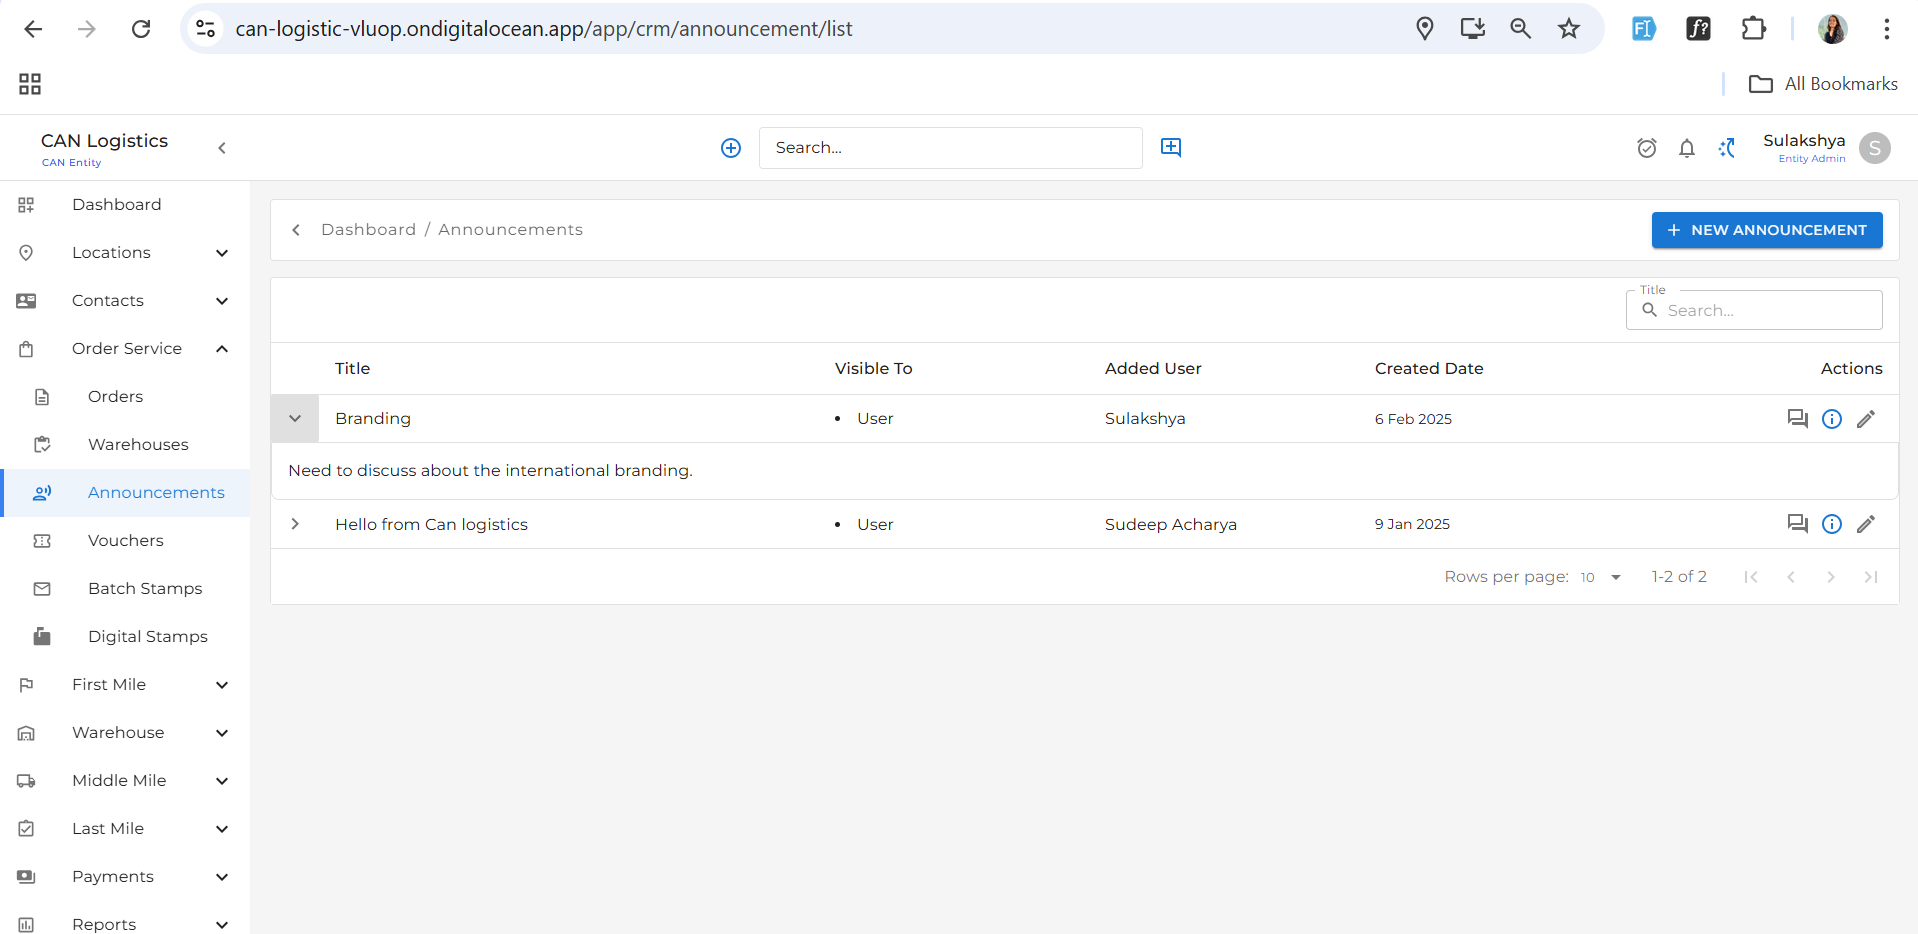 can-logistic-vluop.ondigitalocean.app/app/crm/announcement/list
All Bookmarks
CAN Logistics
CAN Entity
Search...
Sulakshya
Entity Admin
S
Dashboard
Locations
Contacts
Order Service
Orders
Warehouses
Announcements
Vouchers
Batch Stamps
Digital Stamps
First Mile
Warehouse
Middle Mile
Last Mile
Payments
Reports
Dashboard / Announcements
+ NEW ANNOUNCEMENT
Title
Search...
Title Visible To Added User Created Date Actions
Branding • User Sulakshya 6 Feb 2025
Need to discuss about the international branding.
Hello from Can logistics • User Sudeep Acharya 9 Jan 2025
Rows per page: 10 1-2 of 2